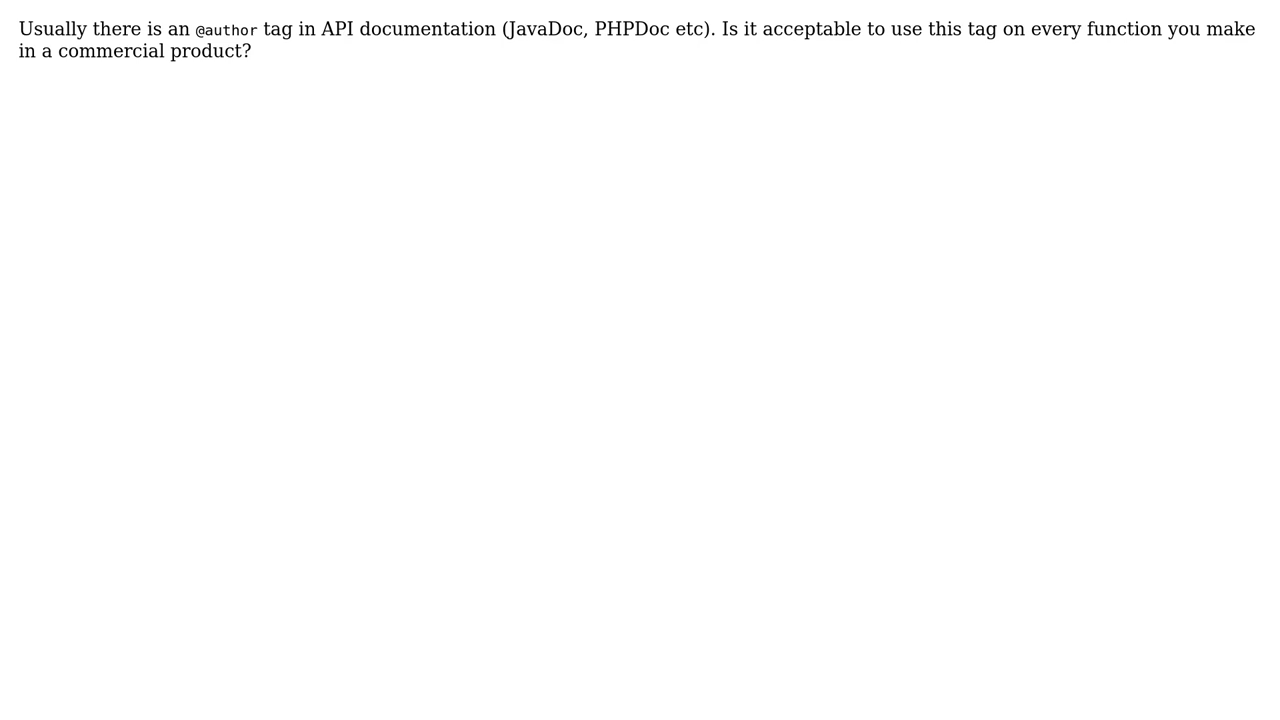 Usually there is an @author tag in API documentation (JavaDoc, PHPDoc etc). Is it acceptable to use this tag on every function you make
in a commercial product?